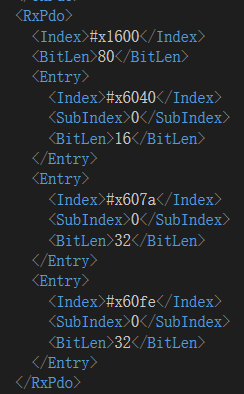 <RxPdo>
<Index>#x1600</Index>
<BitLen>80</BitLen>
<Entry>
<Index>#x6040</Index>
<SubIndex>0</SubIndex>
<BitLen>16</BitLen>
</Entry>
<Entry>
<Index>#x607a</Index>
<SubIndex>0</SubIndex>
<BitLen>32</BitLen>
</Entry>
<Entry>
<Index>#x60fe</Index>
<SubIndex>0</SubIndex>
<BitLen>32</BitLen>
</Entry>
</RxPdo>